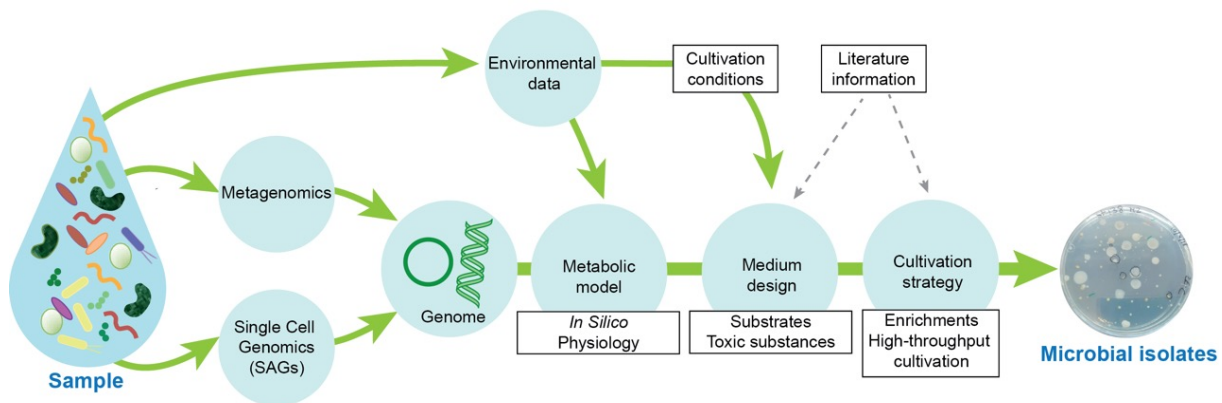 Environmental
data
Cultivation
conditions
Literature
information
Metagenomics
Genome
Metabolic
model
In Silico
Physiology
Medium
design
Substrates
Toxic substances
Cultivation
strategy
Enrichments
High-throughput
cultivation
Single Cell
Genomics
(SAGs)
Sample
Microbial isolates